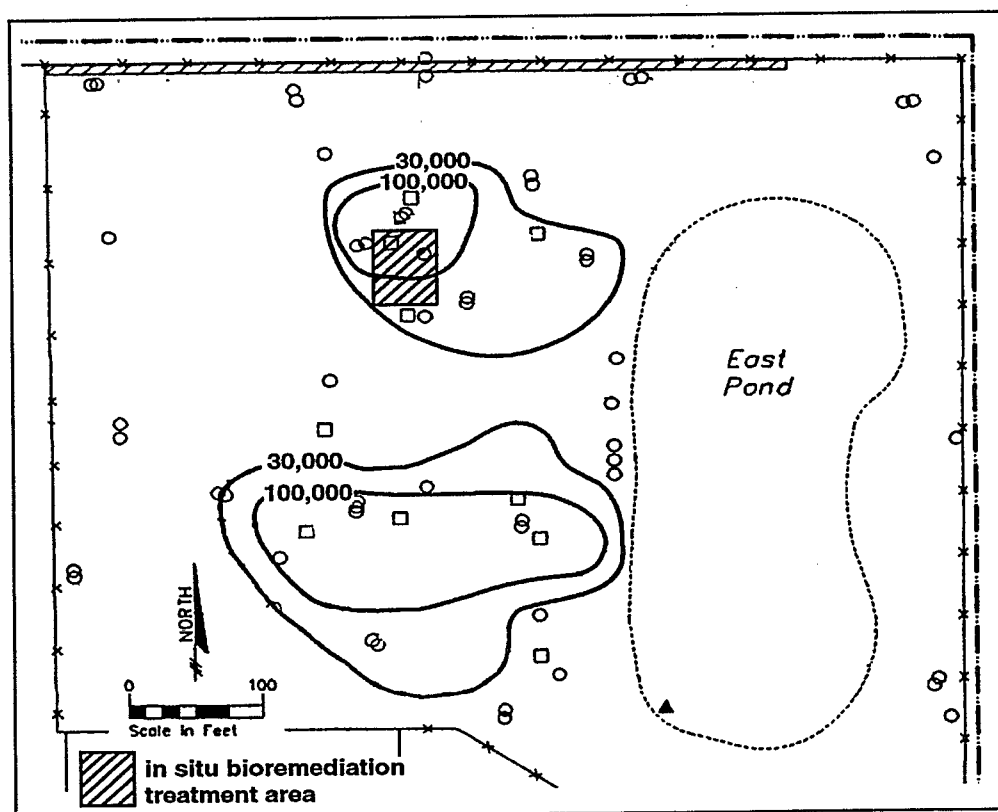 30,000
100,000
East
Pond
30,000
100,000
NORTH
0 100
Scale in Feet
in situ bioremediation
treatment area